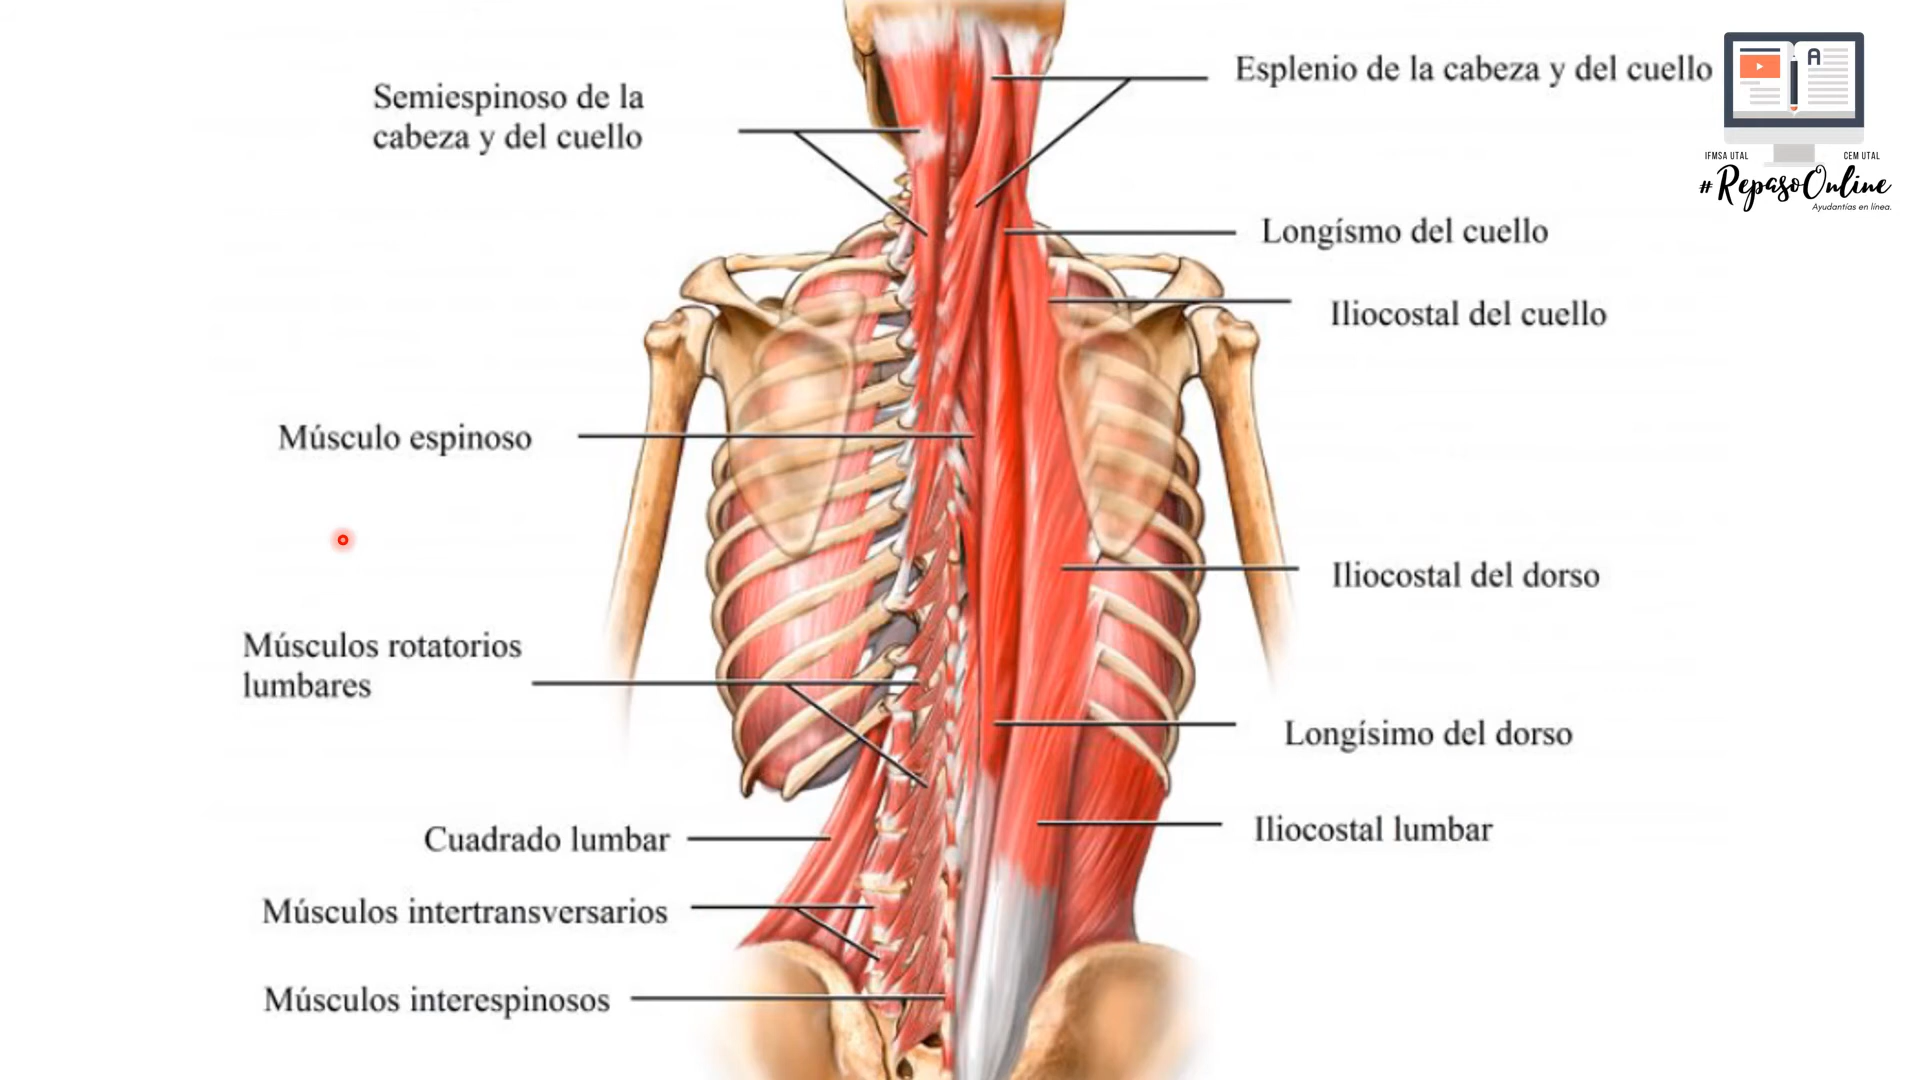 Semiespinoso de la
cabeza y del cuello
Músculo espinoso
Músculos rotatorios
lumbares
Cuadrado lumbar
Músculos intertransversarios
Músculos interespinosos
Esplenio de la cabeza y del cuello
Longísmo del cuello
Iliocostal del cuello
Iliocostal del dorso
Longísimo del dorso
Iliocostal lumbar
A
IFMSA UTAL
CEM UTAL
#RepasoOnline
Ayudantías en línea.